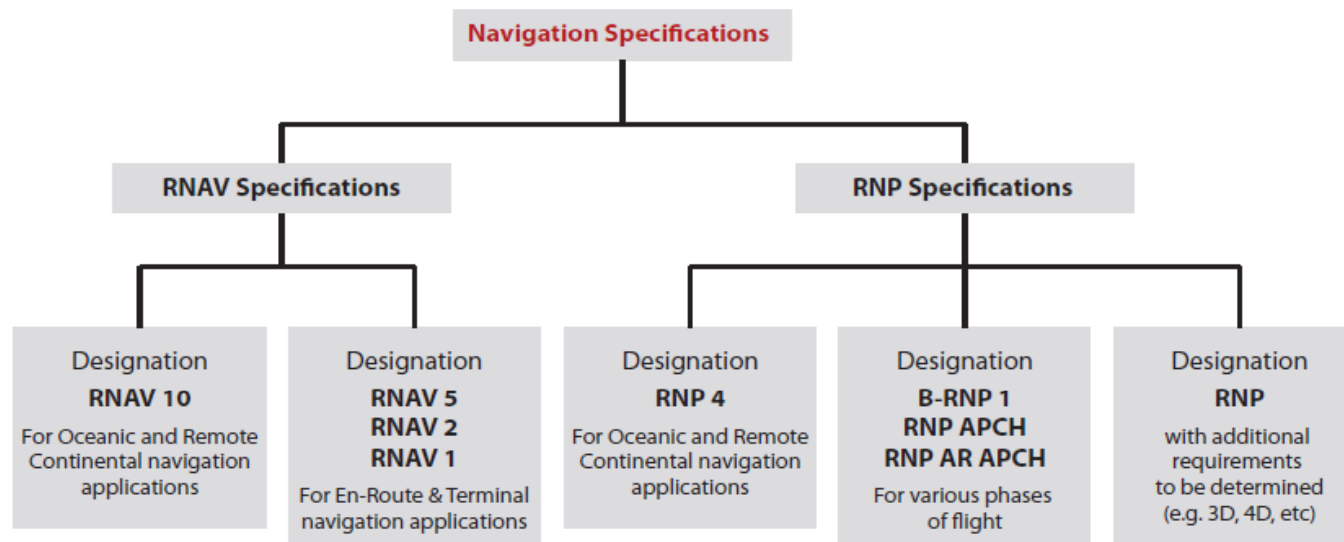 Navigation Specifications
RNAV Specifications
RNP Specifications
Designation
RNAV 10
For Oceanic and Remote
Continental navigation
applications
Designation
RNAV 5
RNAV 2
RNAV 1
For En-Route & Terminal
navigation applications
Designation
RNP 4
For Oceanic and Remote
Continental navigation
applications
Designation
B-RNP 1
RNP APCH
RNP AR APCH
For various phases
of flight
Designation
RNP
with additional
requirements
to be determined
(e.g. 3D, 4D, etc)